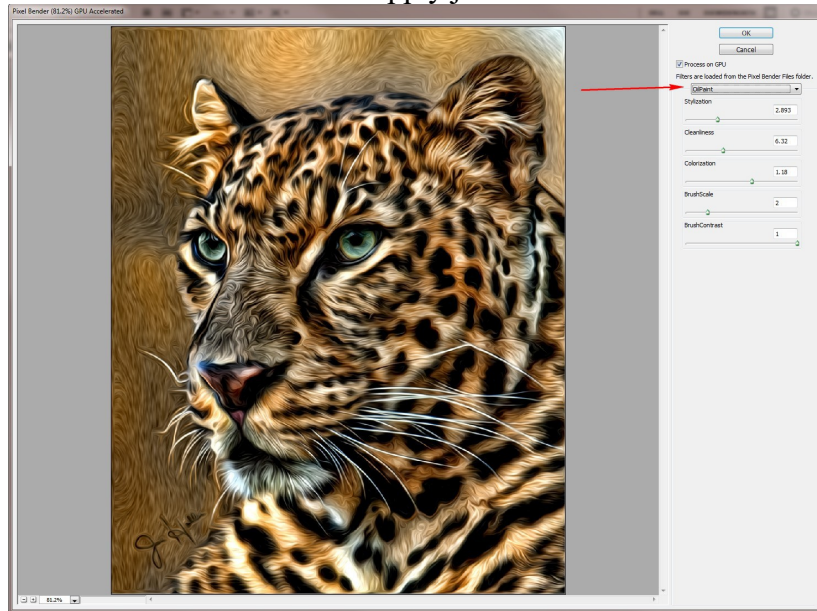 Pixel Bender (81.2%) GPU Accelerated
OK
Cancel
Process on GPU
Filters are loaded from the Pixel Bender Files folder.
OilPaint
Stylization
2.893
Cleanliness
6.32
Colorization
1.18
BrushScale
2
BrushContrast
1
81.2%